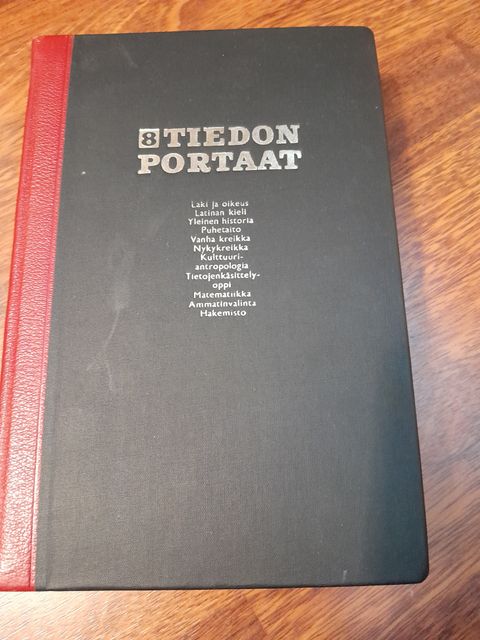 8 TIEDON
PORTAAT
Laki ja oikeus
Latinan kieli
Yleinen historia
Puhetaito
Vanha kreikka
Nykykreikka
Kulttuuri-
antropologia
Tietojenkäsittely-
oppi
Matematiikka
Ammatinvalinta
Hakemisto